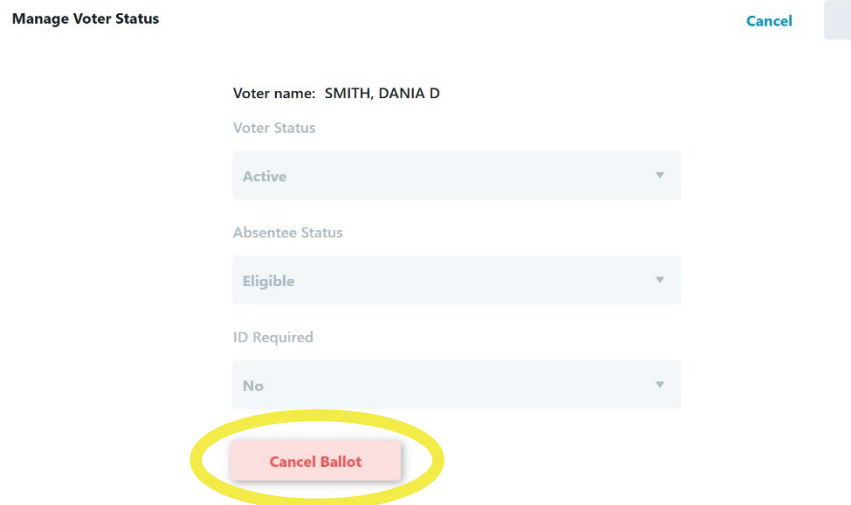 Manage Voter Status
Cancel
Voter name: SMITH, DANIA D
Voter Status
Active
Absentee Status
Eligible
ID Required
No
Cancel Ballot